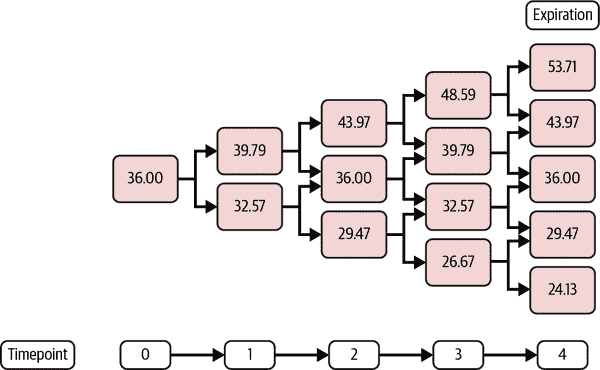 Expiration
53.71
48.59
43.97 43.97
39.79 39.79
36.00 36.00 36.00
32.57 32.57
29.47 29.47
26.67
24.13
Timepoint 0 1 2 3 4